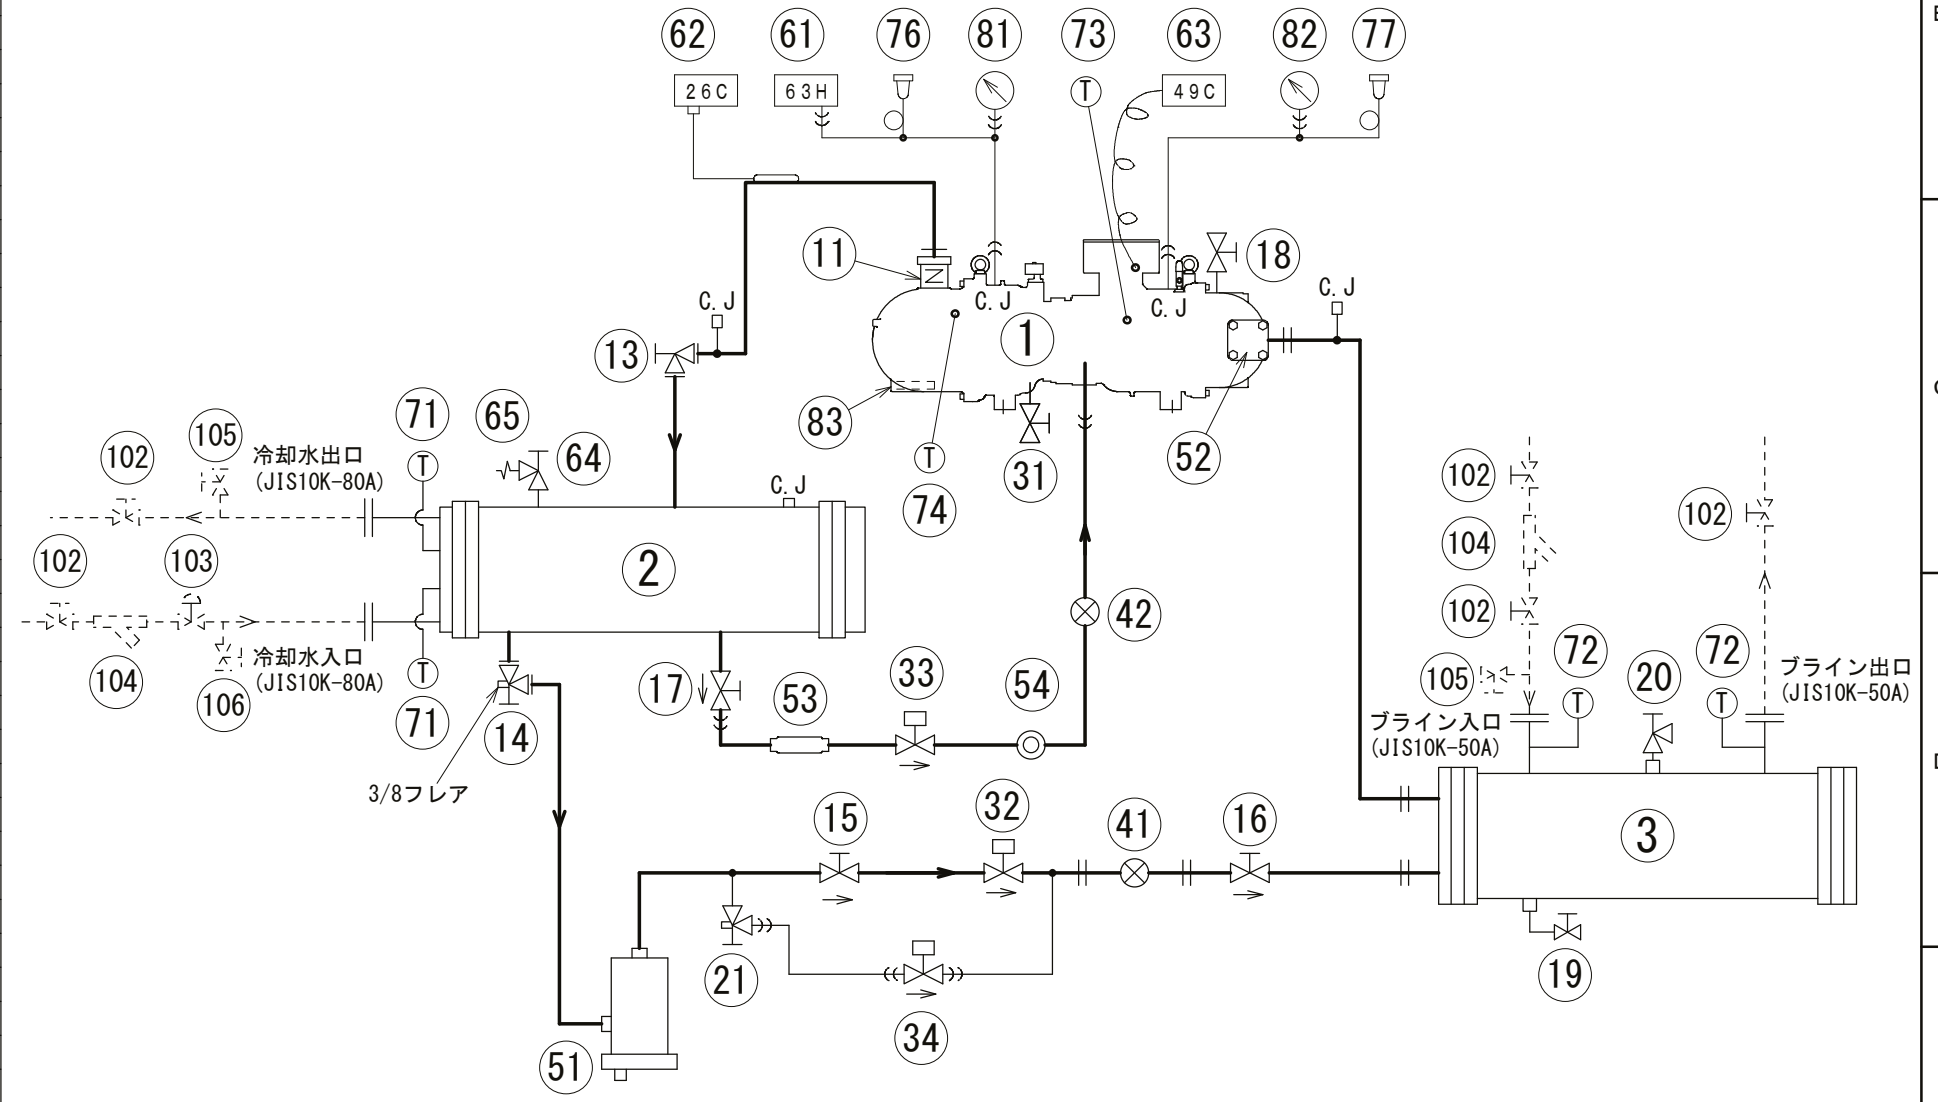 62 61 76 81 73 63 82 77
26C 63H T 49C
11 18
C.J C.J C.J C.J
13 1
71 65 83 52
102 105 冷却水出口 64 T 31 102
(JIS10K-80A)
T C.J 74 102
102 103 2 104
42 102
104 冷却水入口 17 33 54 105 72 20 72 ブライン出口
(JIS10K-80A) (JIS10K-50A)
106 T 53 T T
71 14 ブライン入口
(JIS10K-50A)
3/8フレア
15 32 41 16 3
21 19
34
51